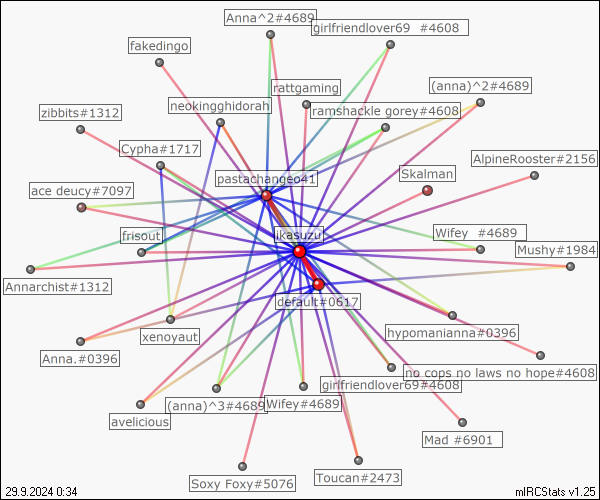 Anna^2#4689
girlfriendlover69 #4608
fakedingo
rattgaming
(anna)^2#4689
neokingghidorah
ramshackle gorey#4608
zibbits#1312
Cypha#1717
AlpineRooster#2156
Skalman
pastachangeo41
ace deucy#7097
frisout
ikasuzu
Wifey #4689
Mushy#1984
Annarchist#1312
default#0617
hypomanianna#0396
xenoyaut
Anna.#0396
no cops no laws no hope#4608
girlfriendlover69#4608
(anna)^3#4689
Wifey#4689
avelicious
Mad #6901
Toucan#2473
Soxy Foxy#5076
29.9.2024 0:34
mIRCStats v1.25